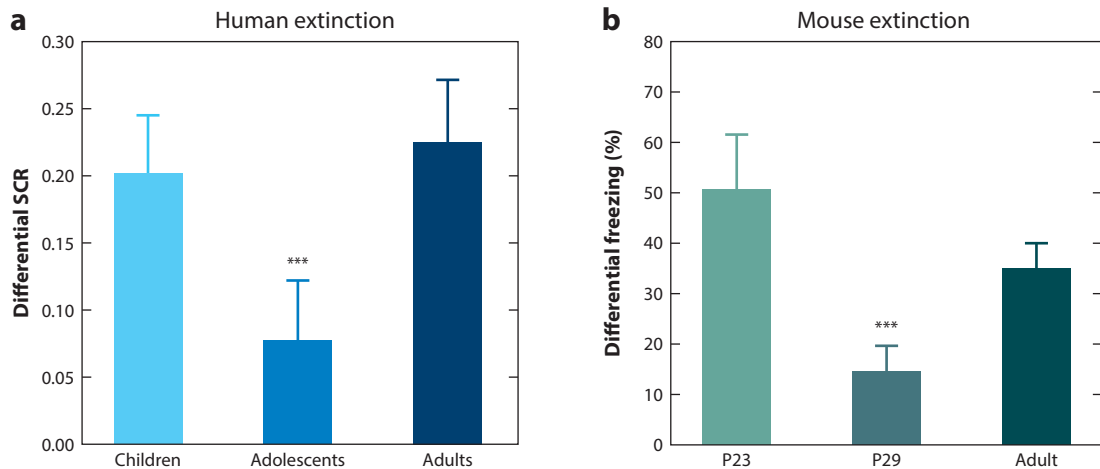 a
Human extinction
Differential SCR
0.30
0.25
0.20
0.15
0.10
0.05
0.00
***
Children
Adolescents
Adults
b
Mouse extinction
Differential freezing (%)
80
70
60
50
40
30
20
10
0
***
P23
P29
Adult